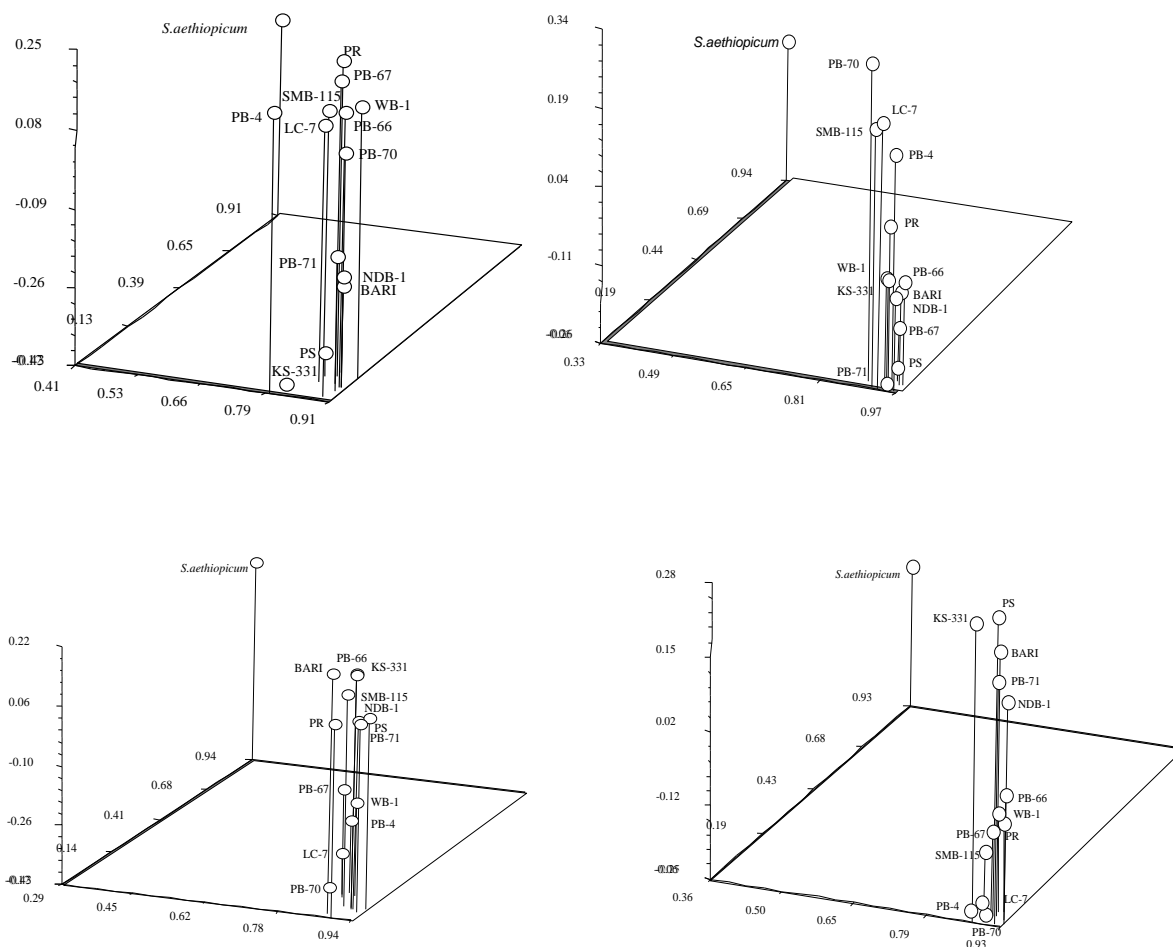 S.aethiopicum
0.25
PR
PB-67
SMB-115
WB-1
PB-4
LC-7
PB-66
0.08
PB-70
-0.09
0.91
0.65
PB-71
NDB-1
-0.26
0.39
BARI
0.13
PS
KS-331
0.41
0.53
0.66
0.79
0.91
0.34
S.aethiopicum
PB-70
0.19
LC-7
SMB-115
PB-4
0.04
0.94
0.69
PR
-0.11
0.44
WB-1
PB-66
0.19
KS-331
BARI
NDB-1
PB-67
0.33
0.49
PS
PB-71
0.65
0.81
0.97
S.aethiopicum
0.22
PB-66
BARI
KS-331
SMB-115
0.06
NDB-1
PR
PS
PB-71
0.94
-0.10
0.68
PB-67
WB-1
0.41
PB-4
-0.26
0.14
LC-7
0.29
PB-70
0.45
0.62
0.78
0.94
0.28
S.aethiopicum
PS
KS-331
0.15
BARI
PB-71
0.93
NDB-1
0.02
0.68
0.43
PB-66
-0.12
WB-1
0.19
PB-67
PR
SMB-115
0.36
0.50
LC-7
PB-4
0.65
PB-70
0.79
0.93